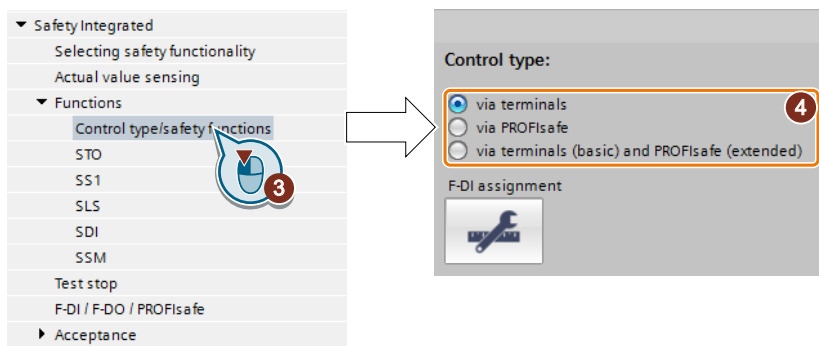 Safety Integrated
Selecting safety functionality
Actual value sensing
Functions
Control type/safety functions
STO
SS1
SLS
SDI
SSM
Test stop
F-DI / F-DO / PROFIsafe
Acceptance
3
Control type:
via terminals
via PROFIsafe
via terminals (basic) and PROFIsafe (extended)
4
F-DI assignment